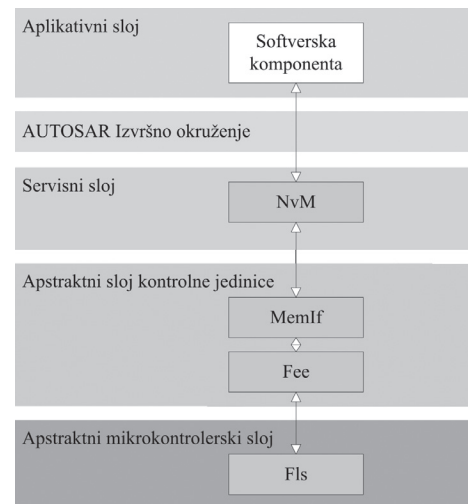 Aplikativni sloj
Softverska
komponenta
AUTOSAR Izvršno okruženje
Servisni sloj
NvM
Apstraktni sloj kontrolne jedinice
MemIf
Fee
Apstraktni mikrokontrolerski sloj
Fls